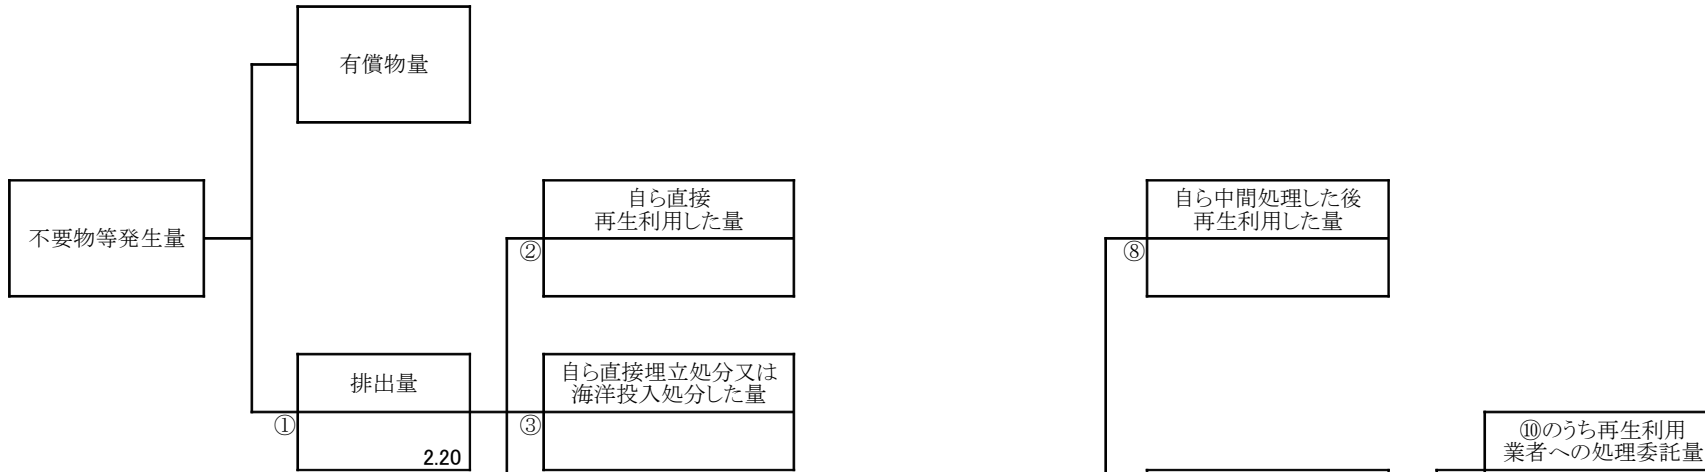 有償物量
不要物等発生量
自ら直接
再生利用した量
②
自ら中間処理した後
再生利用した量
⑧
排出量
①
2.20
自ら直接埋立処分又は
海洋投入処分した量
③
⑩のうち再生利用
業者への処理委託量